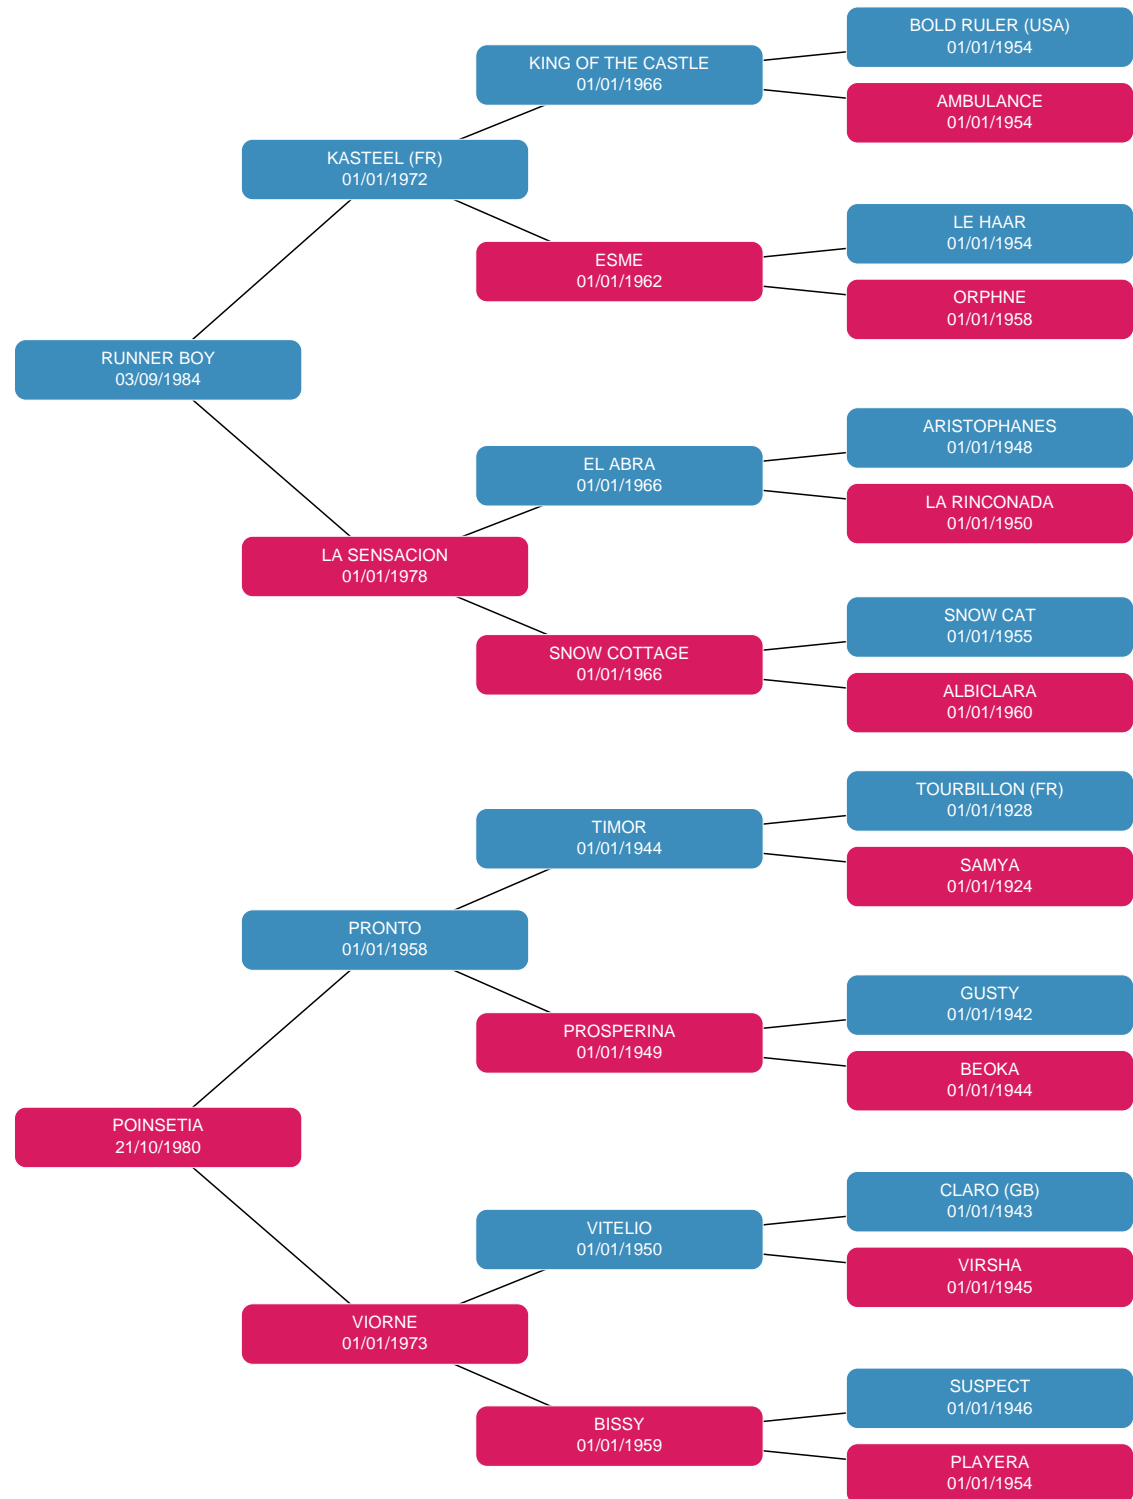 BOLD RULER (USA)
01/01/1954
KING OF THE CASTLE
01/01/1966
AMBULANCE
01/01/1954
KASTEEL (FR)
01/01/1972
LE HAAR
01/01/1954
ESME
01/01/1962
ORPHNE
01/01/1958
RUNNER BOY
03/09/1984
ARISTOPHANES
01/01/1948
EL ABRA
01/01/1966
LA RINCONADA
01/01/1950
LA SENSACION
01/01/1978
SNOW CAT
01/01/1955
SNOW COTTAGE
01/01/1966
ALBICLARA
01/01/1960
TOURBILLON (FR)
01/01/1928
TIMOR
01/01/1944
SAMYA
01/01/1924
PRONTO
01/01/1958
GUSTY
01/01/1942
PROSPERINA
01/01/1949
BEOKA
01/01/1944
POINSETIA
21/10/1980
CLARO (GB)
01/01/1943
VITELIO
01/01/1950
VIRSHA
01/01/1945
VIORNE
01/01/1973
SUSPECT
01/01/1946
BISSY
01/01/1959
PLAYERA
01/01/1954